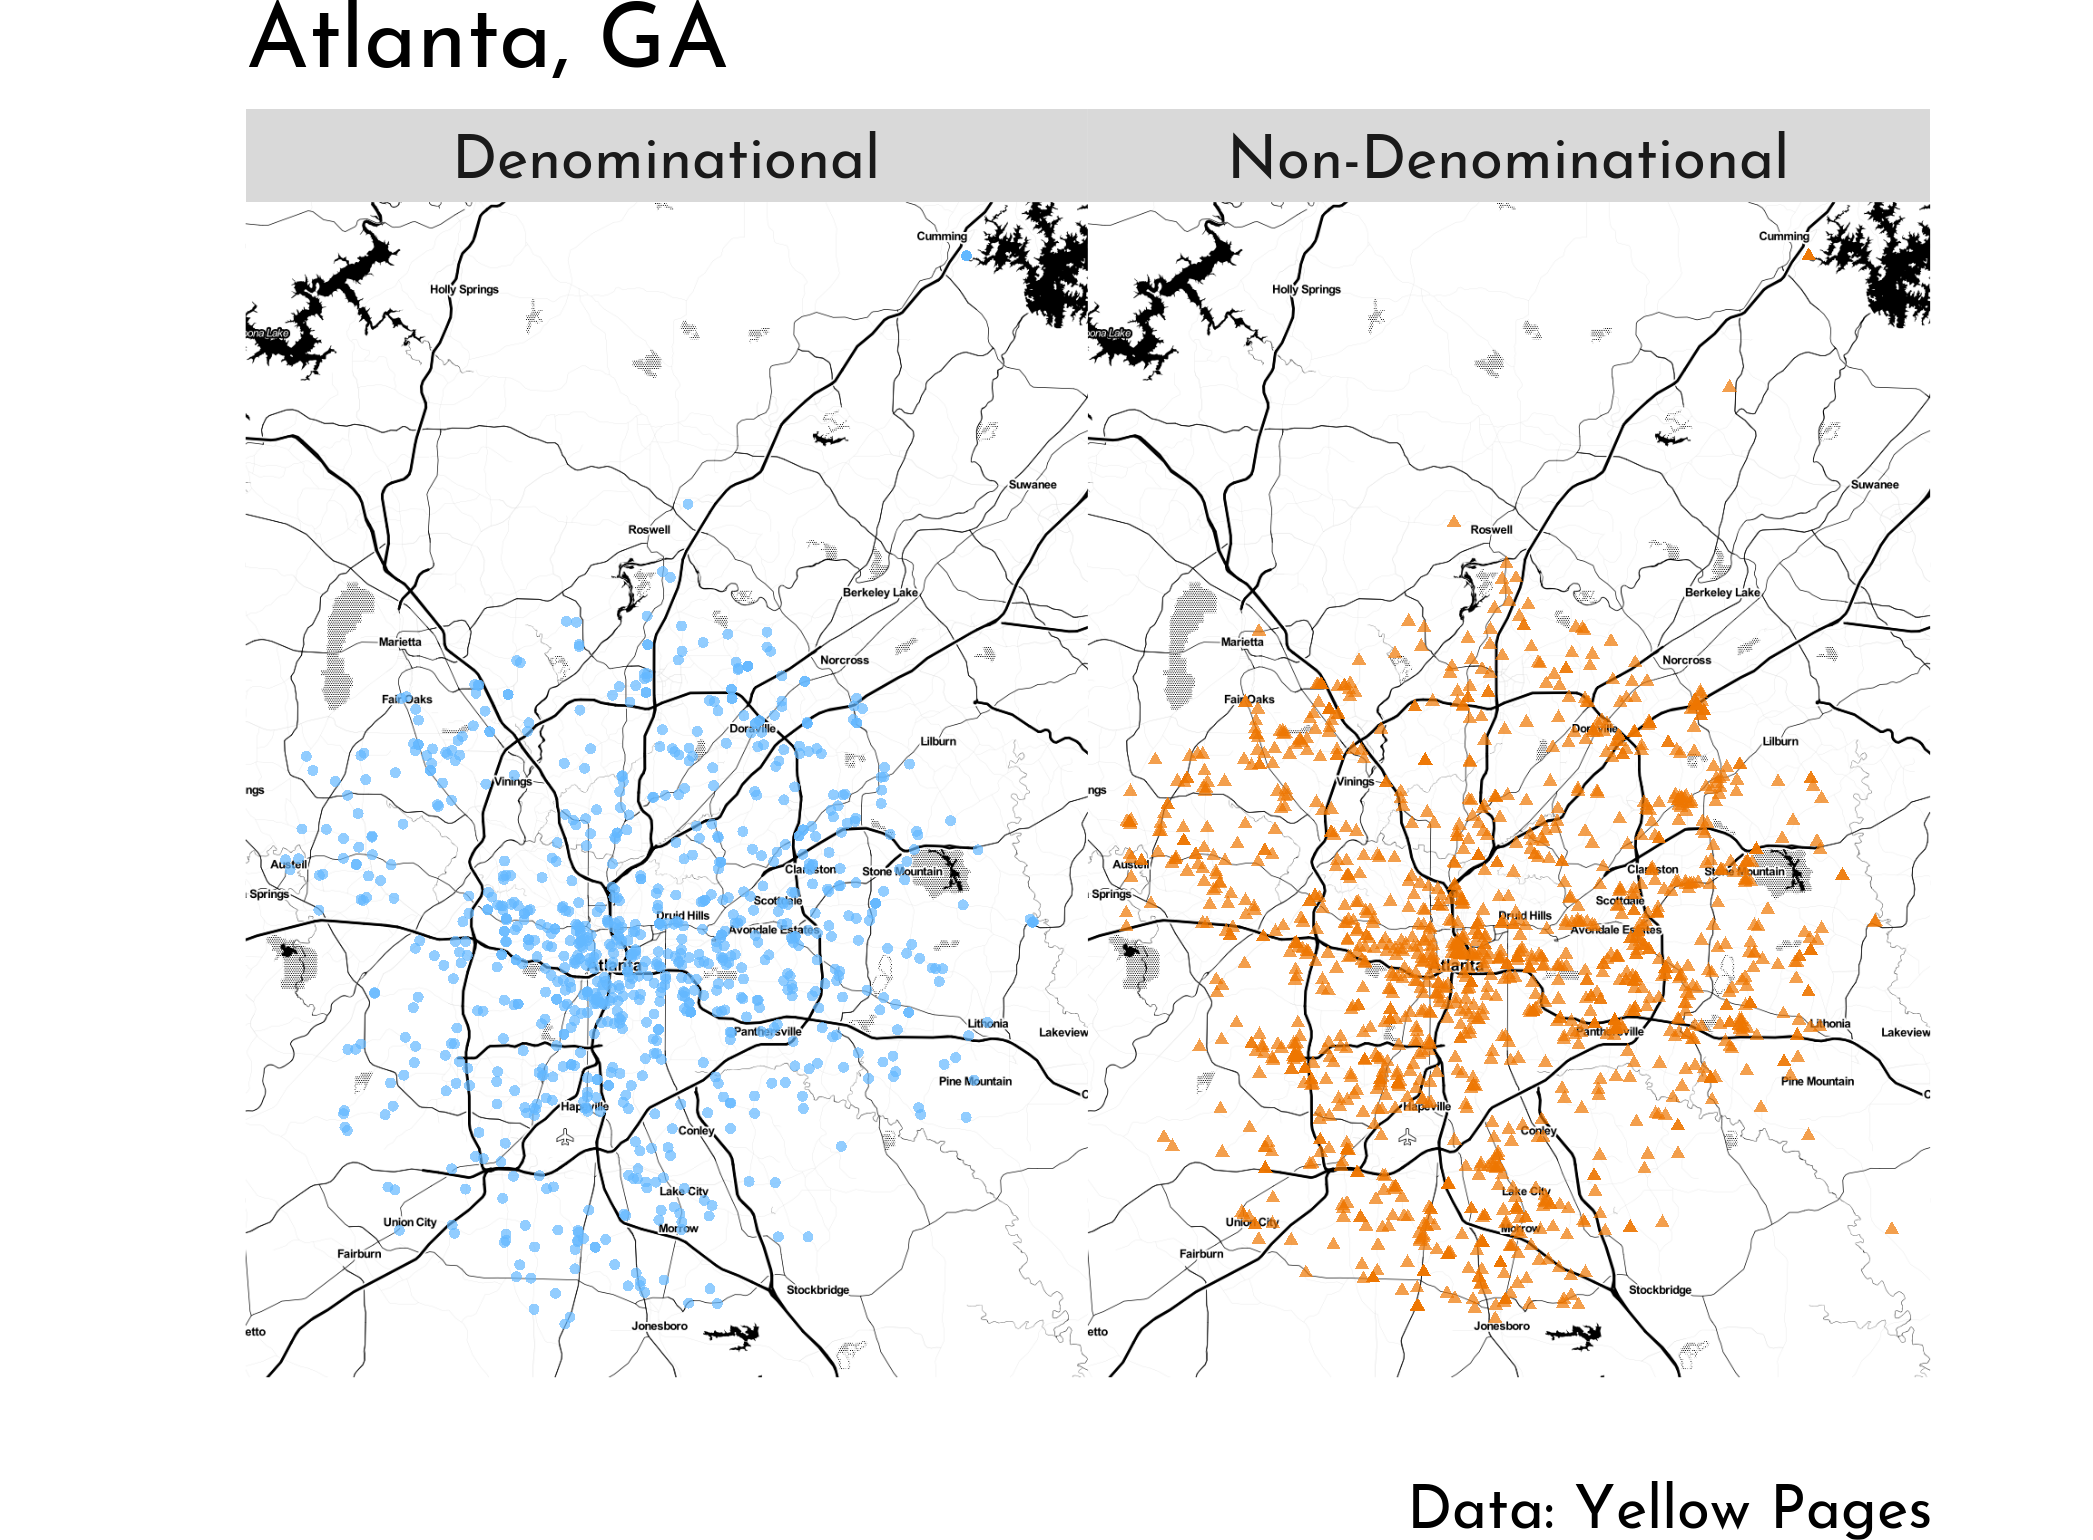 Atlanta, GA
Denominational
Non-Denominational
Cumming
Holly Springs
ona Lake
Suwanee
Roswell
Berkeley Lake
Marietta
Norcross
Fair Oaks
Doraville
Lilburn
Vinings
ngs
Austell
Clarkston
Stone Mountain
Springs
Scottdale
Druid Hills
Avondale Estates
Atlanta
Lithonia
Panthersville
Lakeview
Pine Mountain
C
Hapeville
Conley
Lake City
Union City
Morrow
Fairburn
Stockbridge
Jonesboro
etto
Cumming
Holly Springs
ona Lake
Suwanee
Roswell
Berkeley Lake
Marietta
Norcross
Fair Oaks
Doraville
Lilburn
Vinings
ngs
Austell
Clarkston
Stone Mountain
Springs
Scottdale
Druid Hills
Avondale Estates
Atlanta
Lithonia
Panthersville
Lakeview
Pine Mountain
C
Hapeville
Conley
Lake City
Union City
Morrow
Fairburn
Stockbridge
Jonesboro
etto
Data: Yellow Pages